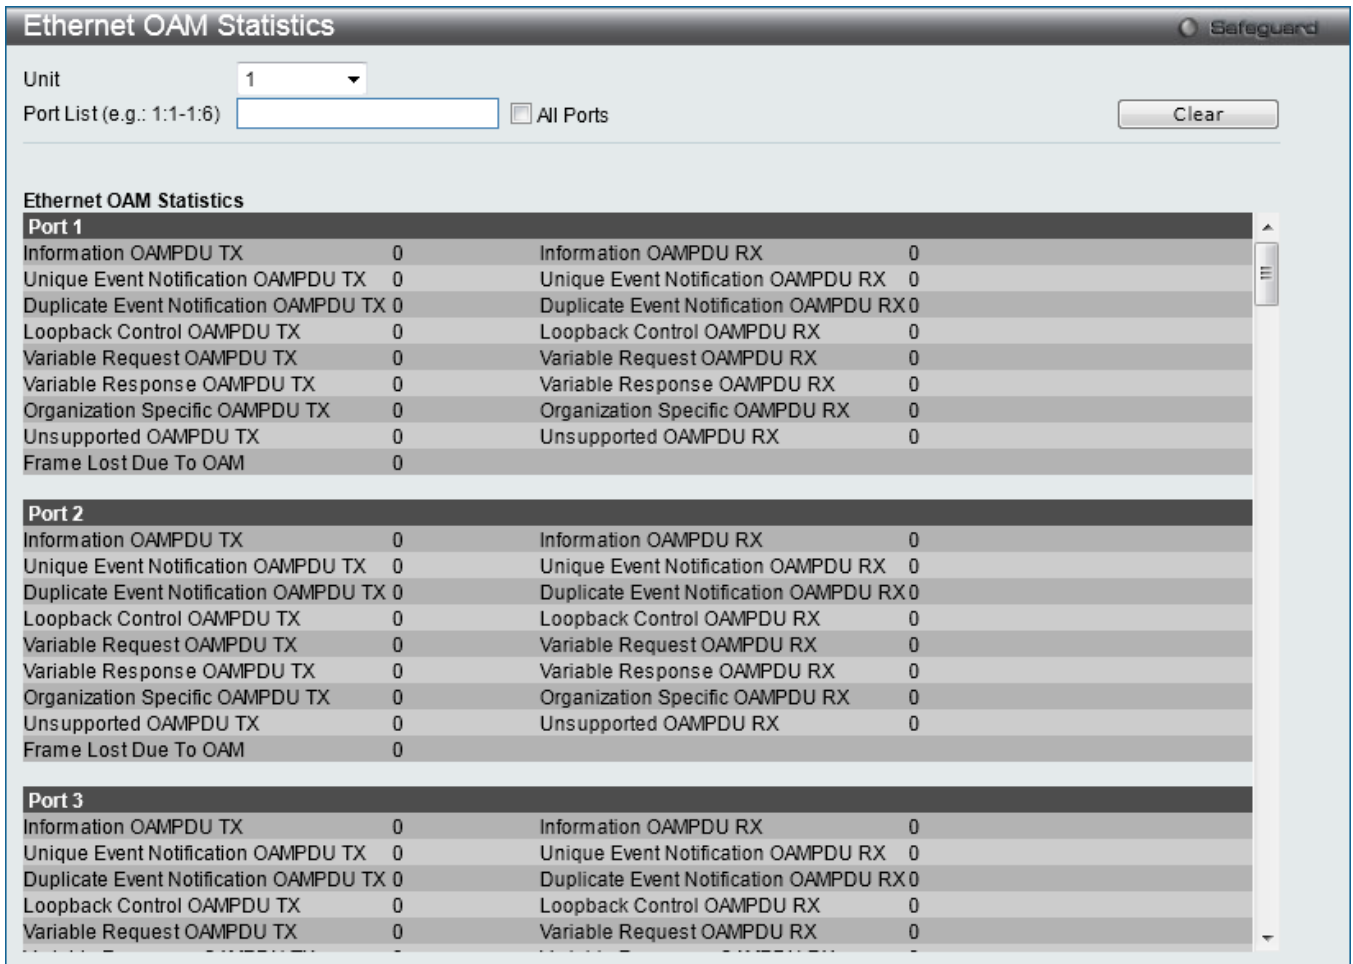 Ethernet OAM Statistics
Safeguard
Unit 1
Port List (e.g.: 1:1-1:6) All Ports Clear
Ethernet OAM Statistics
Port 1
Information OAMPDU TX 0 Information OAMPDU RX 0
Unique Event Notification OAMPDU TX 0 Unique Event Notification OAMPDU RX 0
Duplicate Event Notification OAMPDU TX 0 Duplicate Event Notification OAMPDU RX 0
Loopback Control OAMPDU TX 0 Loopback Control OAMPDU RX 0
Variable Request OAMPDU TX 0 Variable Request OAMPDU RX 0
Variable Response OAMPDU TX 0 Variable Response OAMPDU RX 0
Organization Specific OAMPDU TX 0 Organization Specific OAMPDU RX 0
Unsupported OAMPDU TX 0 Unsupported OAMPDU RX 0
Frame Lost Due To OAM 0
Port 2
Information OAMPDU TX 0 Information OAMPDU RX 0
Unique Event Notification OAMPDU TX 0 Unique Event Notification OAMPDU RX 0
Duplicate Event Notification OAMPDU TX 0 Duplicate Event Notification OAMPDU RX 0
Loopback Control OAMPDU TX 0 Loopback Control OAMPDU RX 0
Variable Request OAMPDU TX 0 Variable Request OAMPDU RX 0
Variable Response OAMPDU TX 0 Variable Response OAMPDU RX 0
Organization Specific OAMPDU TX 0 Organization Specific OAMPDU RX 0
Unsupported OAMPDU TX 0 Unsupported OAMPDU RX 0
Frame Lost Due To OAM 0
Port 3
Information OAMPDU TX 0 Information OAMPDU RX 0
Unique Event Notification OAMPDU TX 0 Unique Event Notification OAMPDU RX 0
Duplicate Event Notification OAMPDU TX 0 Duplicate Event Notification OAMPDU RX 0
Loopback Control OAMPDU TX 0 Loopback Control OAMPDU RX 0
Variable Request OAMPDU TX 0 Variable Request OAMPDU RX 0